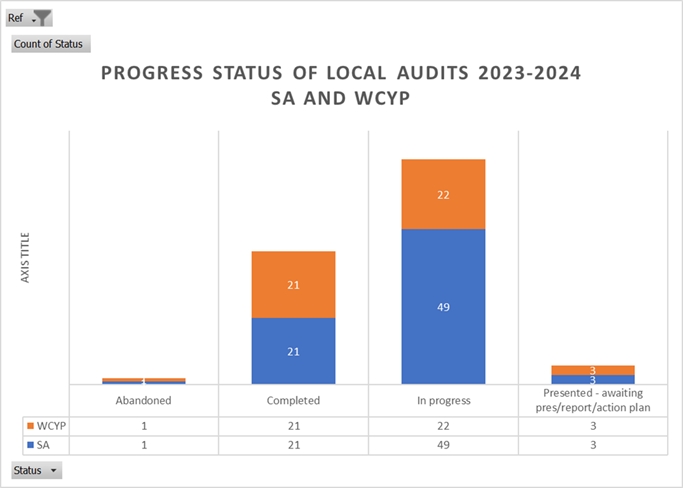 Ref
Count of Status
PROGRESS STATUS OF LOCAL AUDITS 2023-2024
SA AND WCYP
AXIS TITLE
22
49
21
21
3
3
Abandoned
Completed
In progress
Presented - awaiting
pres/report/action plan
WCYP 1 21 22 3
SA 1 21 49 3
Status